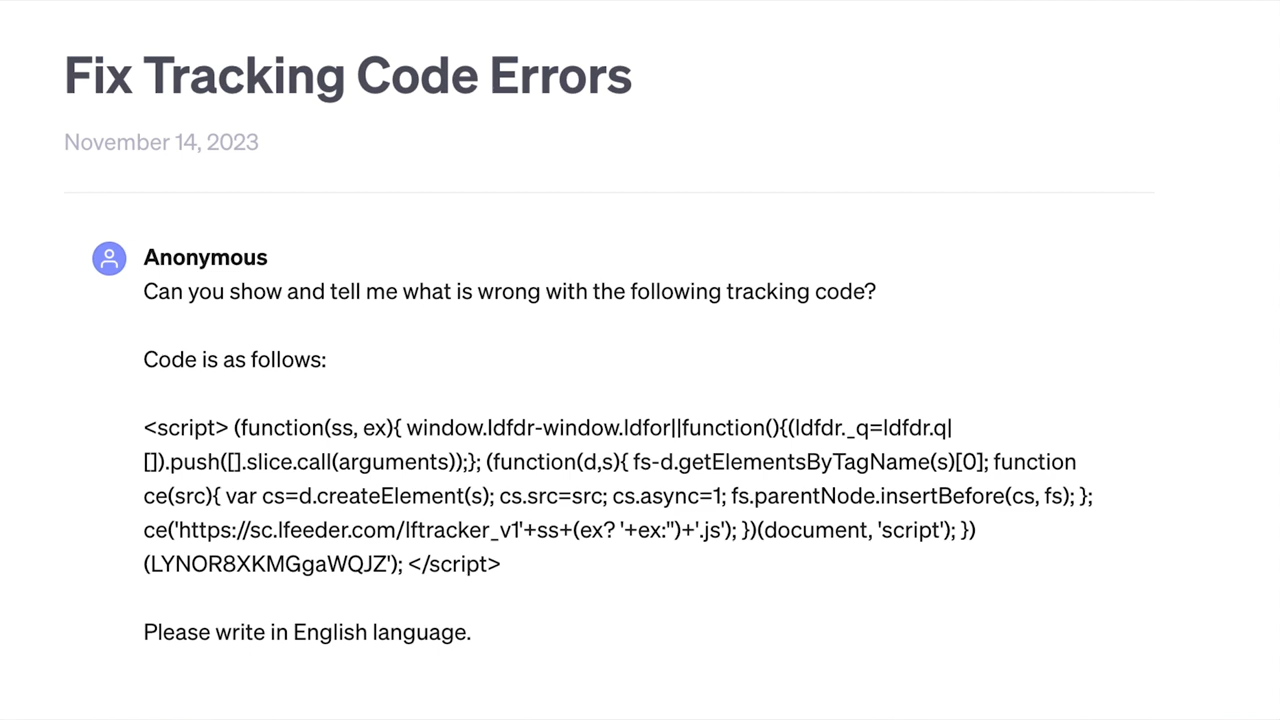 Fix Tracking Code Errors
November 14, 2023
Anonymous
Can you show and tell me what is wrong with the following tracking code?
Code is as follows:
<script> (function(ss, ex){ window.ldfdr-window.ldfor||function(){(ldfdr._q=ldfdr.q|
[]).push([].slice.call(arguments));}; (function(d,s){ fs-d.getElementsByTagName(s)[0]; function
ce(src){ var cs=d.createElement(s); cs.src=src; cs.async=1; fs.parentNode.insertBefore(cs, fs); };
ce('https://sc.lfeeder.com/lftracker_v1'+ss+(ex? '+ex:'')+'.js'); })(document, 'script'); })
(LYNOR8XKMGgaWQJZ'); </script>
Please write in English language.